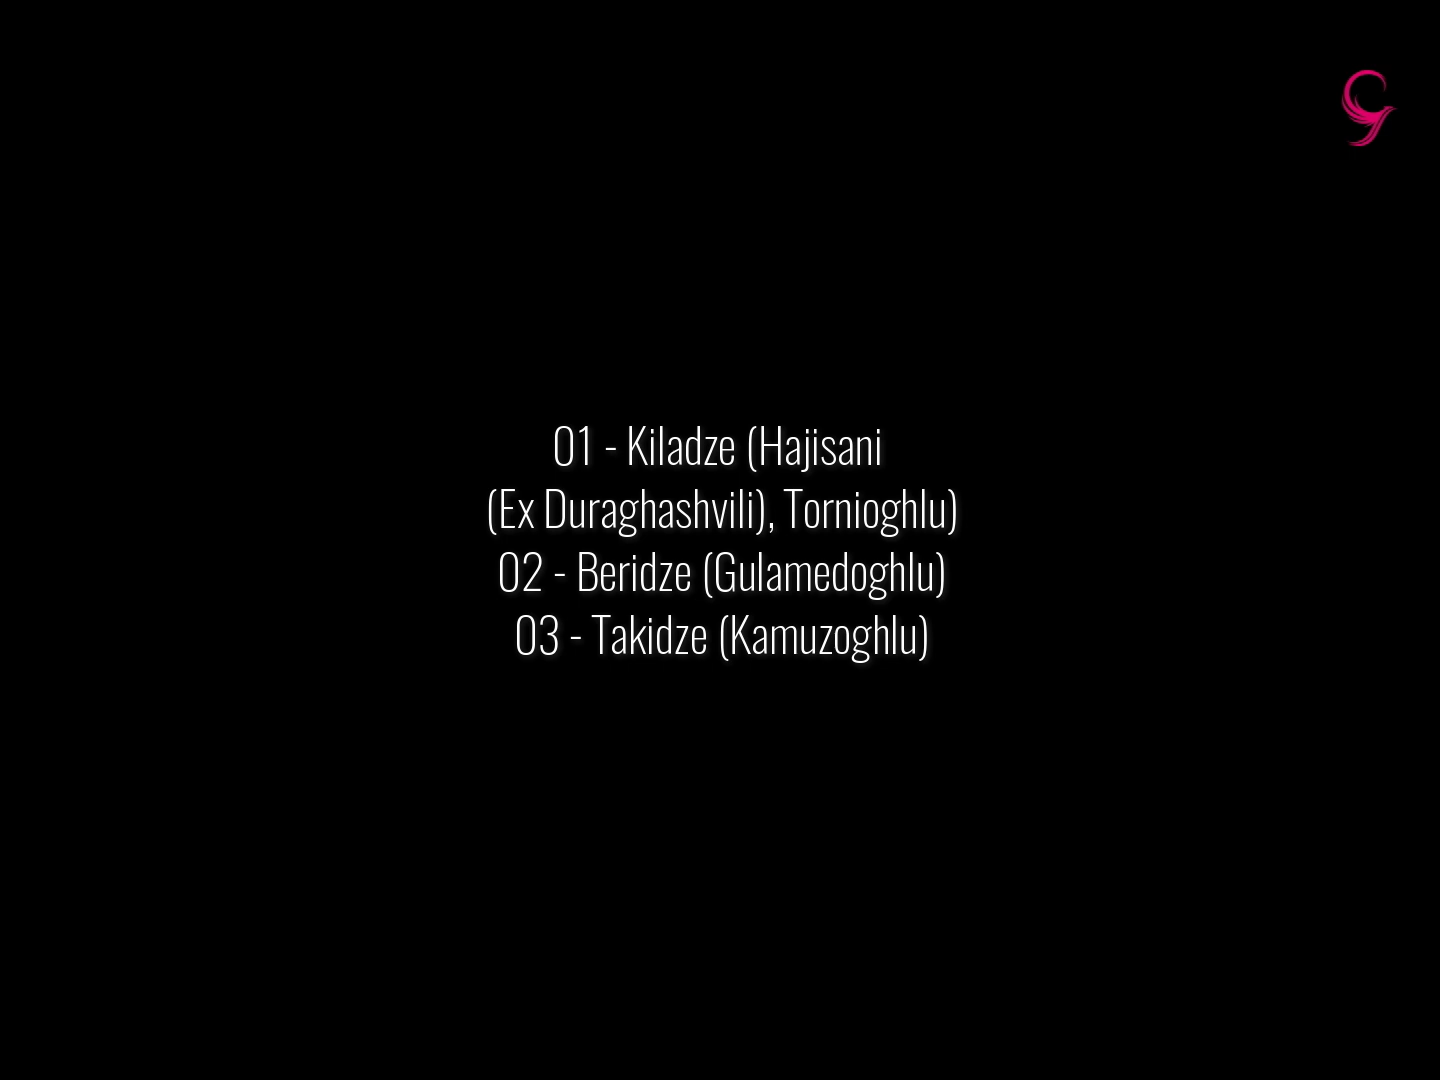 01 - Kiladze (Hajisani
(Ex Duraghashvili), Tornioghlu)
02 - Beridze (Gulamedoghlu)
03 - Takidze (Kamuzoghlu)